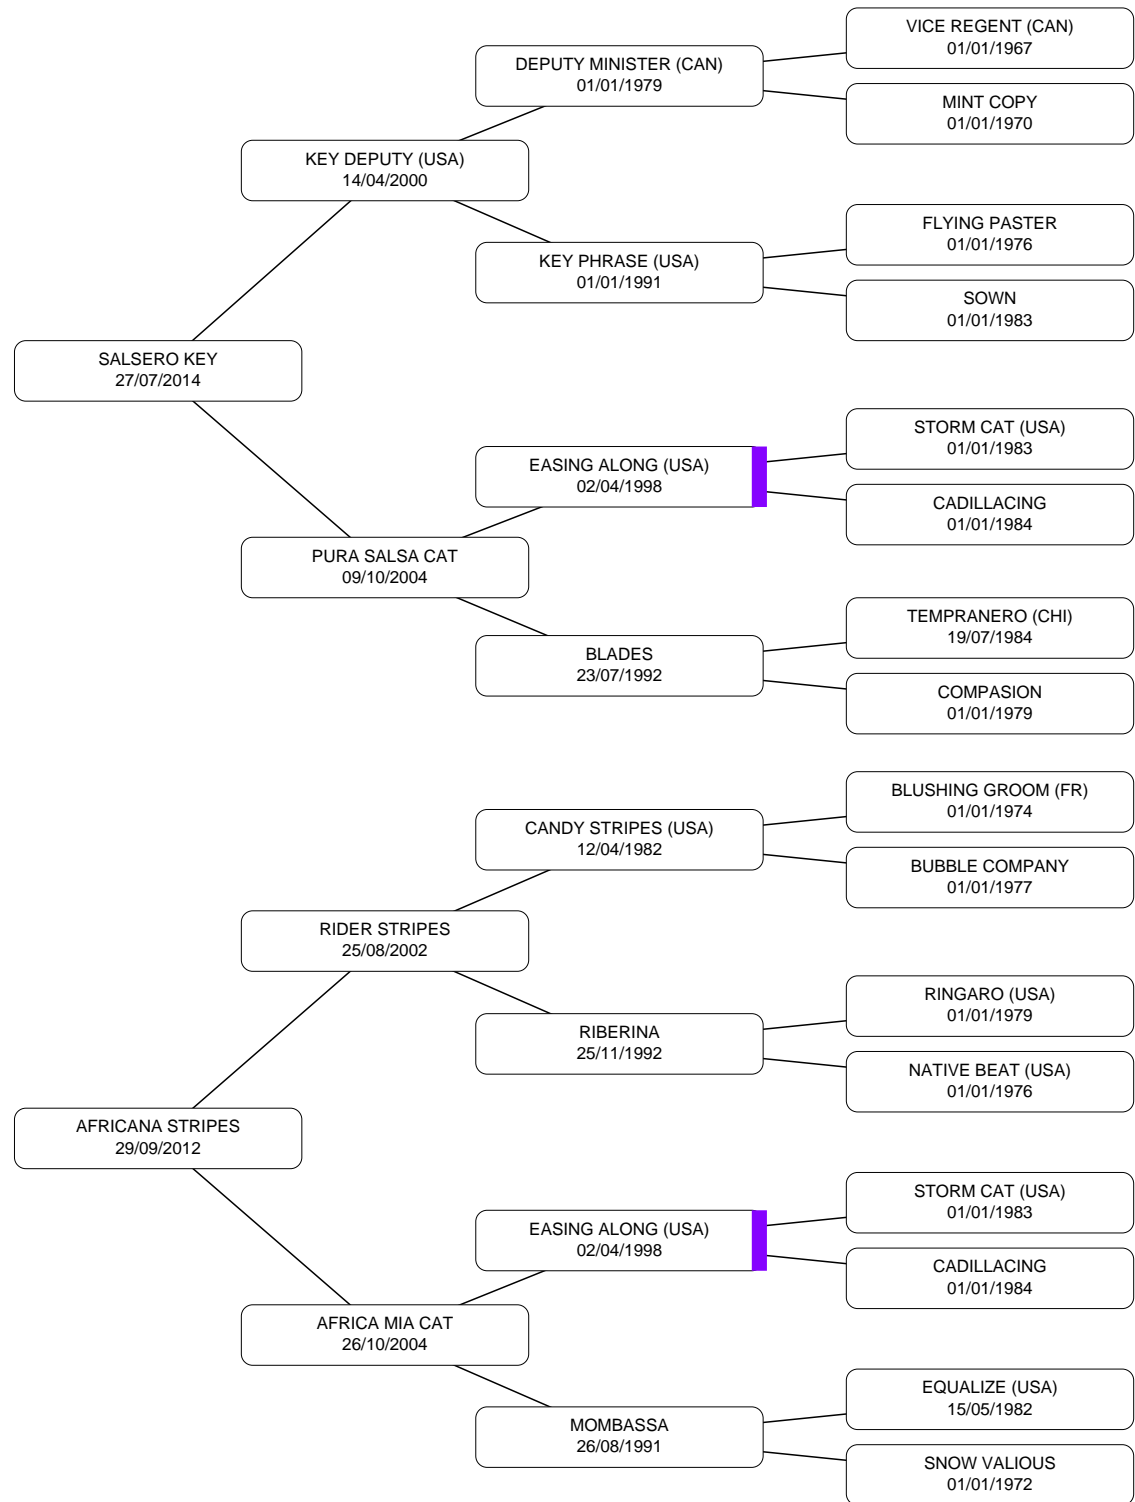 VICE REGENT (CAN)
01/01/1967
DEPUTY MINISTER (CAN)
01/01/1979
MINT COPY
01/01/1970
KEY DEPUTY (USA)
14/04/2000
FLYING PASTER
01/01/1976
KEY PHRASE (USA)
01/01/1991
SOWN
01/01/1983
SALSERO KEY
27/07/2014
STORM CAT (USA)
01/01/1983
EASING ALONG (USA)
02/04/1998
CADILLACING
01/01/1984
PURA SALSA CAT
09/10/2004
TEMPRANERO (CHI)
19/07/1984
BLADES
23/07/1992
COMPASION
01/01/1979
BLUSHING GROOM (FR)
01/01/1974
CANDY STRIPES (USA)
12/04/1982
BUBBLE COMPANY
01/01/1977
RIDER STRIPES
25/08/2002
RINGARO (USA)
01/01/1979
RIBERINA
25/11/1992
NATIVE BEAT (USA)
01/01/1976
AFRICANA STRIPES
29/09/2012
STORM CAT (USA)
01/01/1983
EASING ALONG (USA)
02/04/1998
CADILLACING
01/01/1984
AFRICA MIA CAT
26/10/2004
EQUALIZE (USA)
15/05/1982
MOMBASSA
26/08/1991
SNOW VALIOUS
01/01/1972